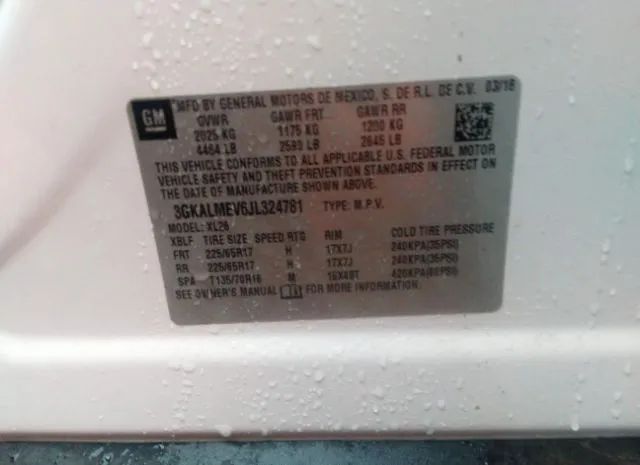 GM
MFD BY GENERAL MOTORS DE MEXICO, S. DE R.L. DE C.V. 03/18
GVWR GAWR FRT GAWR RR
2025 KG 1175 KG 1200 KG
4464 LB 2590 LB 2645 LB
THIS VEHICLE CONFORMS TO ALL APPLICABLE U.S. FEDERAL MOTOR
VEHICLE SAFETY AND THEFT PREVENTION STANDARDS IN EFFECT ON
THE DATE OF MANUFACTURE SHOWN ABOVE.
3GKALMEV6JL324781 TYPE: M.P.V.
MODEL: XL26
XBLF TIRE SIZE SPEED RTG RIM COLD TIRE PRESSURE
FRT 225/65R17 H 17X7J 240KPA(35PSI)
RR 225/65R17 H 17X7J 240KPA(35PSI)
SPA T135/70R16 M 16X4BT 420KPA(60PSI)
SEE OWNER'S MANUAL FOR MORE INFORMATION.